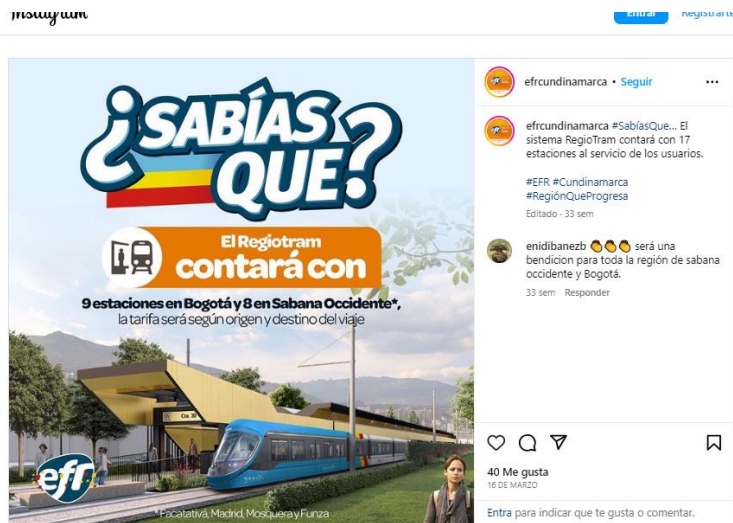 Instagram
Entrar
Registrarte
¿SABÍAS
QUE?
El Regiotram
contará con
9 estaciones en Bogotá y 8 en Sabana Occidente*,
la tarifa será según origen y destino del viaje
Cra. 30
efr
*Facatativá, Madrid, Mosquera y Funza
efrcundinamarca • Seguir
efrcundinamarca #SabíasQue... El
sistema RegioTram contará con 17
estaciones al servicio de los usuarios.
#EFR #Cundinamarca
#RegiónQueProgresa
Editado · 33 sem
enidibanezb 👏👏👏 será una
bendicion para toda la región de sabana
occidente y Bogotá.
33 sem Responder
40 Me gusta
16 DE MARZO
Entra para indicar que te gusta o comentar.